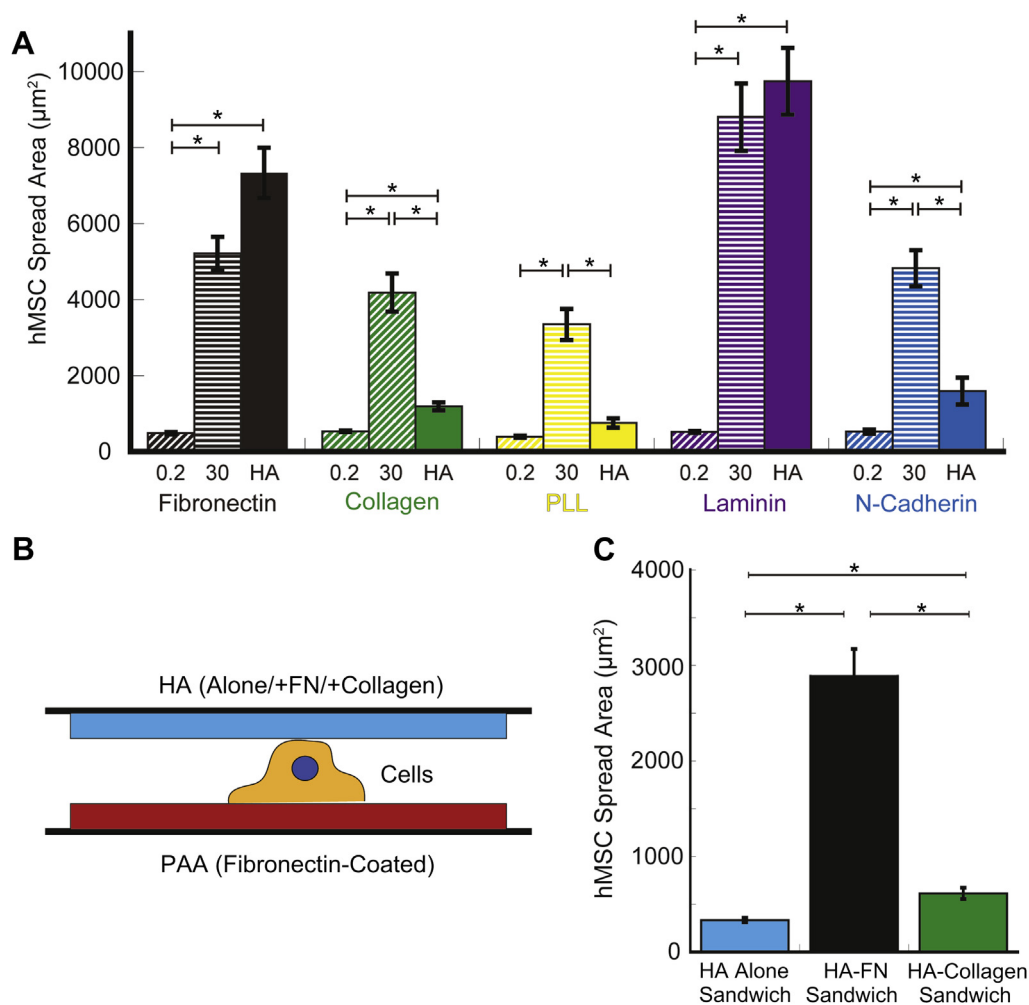 A
hMSC Spread Area (µm²)
10000
8000
6000
4000
2000
0
* * * * * * * * * * * *
0.2 30 HA 0.2 30 HA 0.2 30 HA 0.2 30 HA 0.2 30 HA
Fibronectin Collagen PLL Laminin N-Cadherin
B
HA (Alone/+FN/+Collagen)
Cells
PAA (Fibronectin-Coated)
C
hMSC Spread Area (µm²)
4000
3000
2000
1000
0
*
* *
HA Alone HA-FN HA-Collagen
Sandwich Sandwich Sandwich